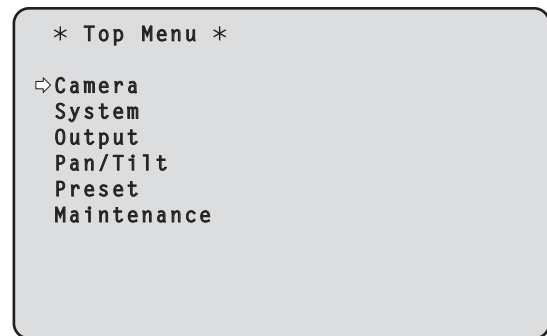 * Top Menu *
⇨Camera
System
Output
Pan/Tilt
Preset
Maintenance